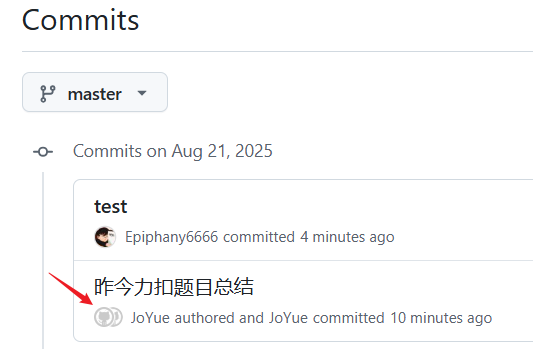 Commits
master
Commits on Aug 21, 2025
test
Epiphany6666 committed 4 minutes ago
昨今力扣题目总结
JoYue authored and JoYue committed 10 minutes ago